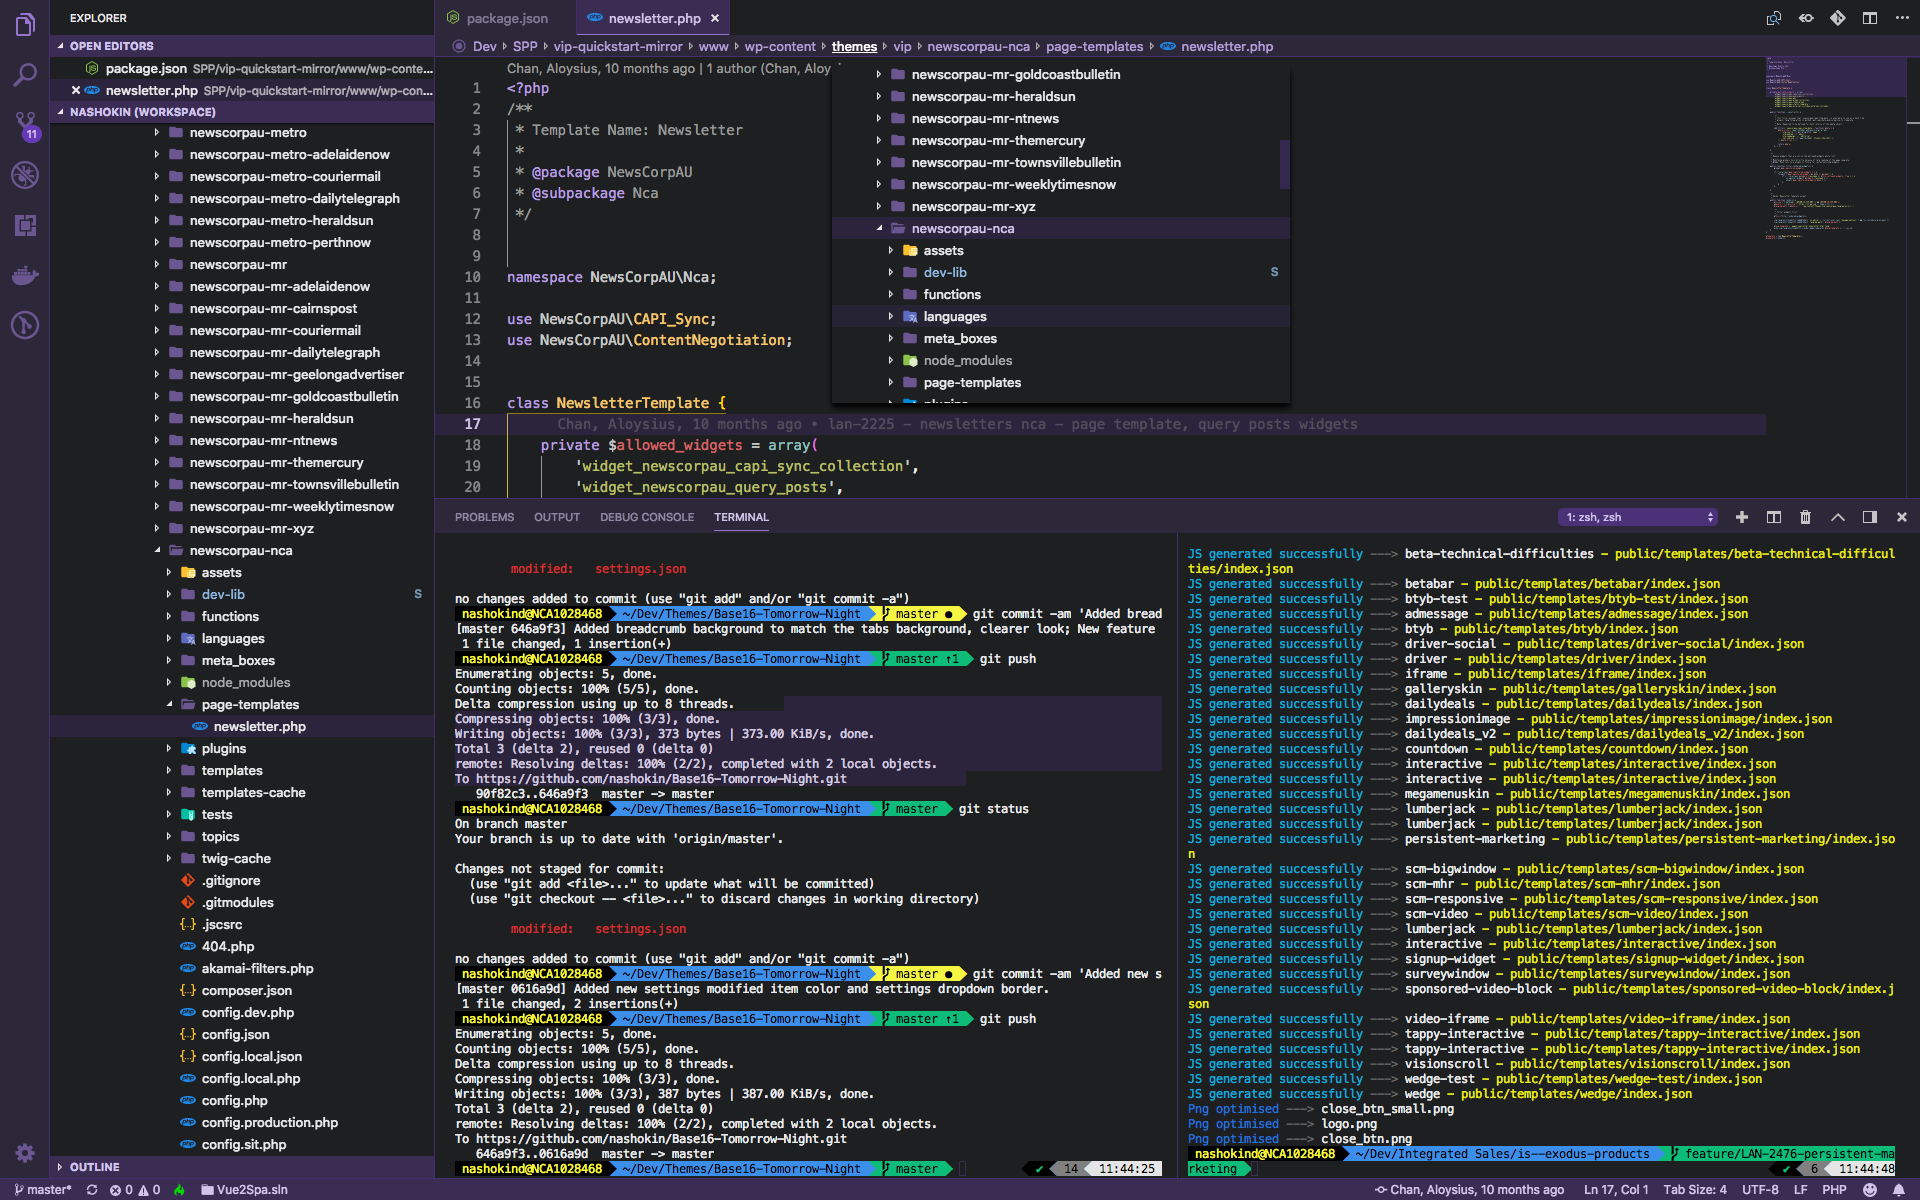 EXPLORER
OPEN EDITORS
package.json SPP/vip-quickstart-mirror/www/wp-conte...
newsletter.php SPP/vip-quickstart-mirror/www/wp-con...
NASHOKIN (WORKSPACE)
newscorpau-metro
newscorpau-metro-adelaidenow
newscorpau-metro-couriermail
newscorpau-metro-dailytelegraph
newscorpau-metro-heraldsun
newscorpau-metro-perthnow
newscorpau-mr
newscorpau-mr-adelaidenow
newscorpau-mr-cairnspost
newscorpau-mr-couriermail
newscorpau-mr-dailytelegraph
newscorpau-mr-geelongadvertiser
newscorpau-mr-goldcoastbulletin
newscorpau-mr-heraldsun
newscorpau-mr-ntnews
newscorpau-mr-themercury
newscorpau-mr-townsvillebulletin
newscorpau-mr-weeklytimesnow
newscorpau-mr-xyz
newscorpau-nca
assets
dev-lib S
functions
languages
meta_boxes
node_modules
page-templates
newsletter.php
plugins
templates
templates-cache
tests
topics
twig-cache
.gitignore
.gitmodules
.jscsrc
404.php
akamai-filters.php
composer.json
config.dev.php
config.json
config.local.json
config.local.php
config.php
config.production.php
config.sit.php
OUTLINE
11
package.json
newsletter.php
Dev › SPP › vip-quickstart-mirror › www › wp-content › themes › vip › newscorpau-nca › page-templates › newsletter.php
Chan, Aloysius, 10 months ago | 1 author (Chan, Aloy
1 <?php
2 /**
3 * Template Name: Newsletter
4 *
5 * @package NewsCorpAU
6 * @subpackage Nca
7 */
8
9
10 namespace NewsCorpAU\Nca;
11
12 use NewsCorpAU\CAPI_Sync;
13 use NewsCorpAU\ContentNegotiation;
14
15
16 class NewsletterTemplate {
17 Chan, Aloysius, 10 months ago • lan-2225 – newsletters nca – page template, query posts widgets
18 private $allowed_widgets = array(
19 'widget_newscorpau_capi_sync_collection',
20 'widget_newscorpau_query_posts',
newscorpau-mr-goldcoastbulletin
newscorpau-mr-heraldsun
newscorpau-mr-ntnews
newscorpau-mr-themercury
newscorpau-mr-townsvillebulletin
newscorpau-mr-weeklytimesnow
newscorpau-mr-xyz
newscorpau-nca
assets
dev-lib S
functions
languages
meta_boxes
node_modules
page-templates
plugins
PROBLEMS OUTPUT DEBUG CONSOLE TERMINAL
1: zsh, zsh
modified: settings.json
no changes added to commit (use "git add" and/or "git commit -a")
nashokind@NCA1028468 ~/Dev/Themes/Base16-Tomorrow-Night master ● git commit -am 'Added bread
[master 646a9f3] Added breadcrumb background to match the tabs background, clearer look; New feature
1 file changed, 1 insertion(+)
nashokind@NCA1028468 ~/Dev/Themes/Base16-Tomorrow-Night master ↑1 git push
Enumerating objects: 5, done.
Counting objects: 100% (5/5), done.
Delta compression using up to 8 threads.
Compressing objects: 100% (3/3), done.
Writing objects: 100% (3/3), 373 bytes | 373.00 KiB/s, done.
Total 3 (delta 2), reused 0 (delta 0)
remote: Resolving deltas: 100% (2/2), completed with 2 local objects.
To https://github.com/nashokin/Base16-Tomorrow-Night.git
90f82c3..646a9f3 master -> master
nashokind@NCA1028468 ~/Dev/Themes/Base16-Tomorrow-Night master git status
On branch master
Your branch is up to date with 'origin/master'.
Changes not staged for commit:
(use "git add <file>..." to update what will be committed)
(use "git checkout -- <file>..." to discard changes in working directory)
modified: settings.json
no changes added to commit (use "git add" and/or "git commit -a")
nashokind@NCA1028468 ~/Dev/Themes/Base16-Tomorrow-Night master ● git commit -am 'Added new s
[master 0616a9d] Added new settings modified item color and settings dropdown border.
1 file changed, 2 insertions(+)
nashokind@NCA1028468 ~/Dev/Themes/Base16-Tomorrow-Night master ↑1 git push
Enumerating objects: 5, done.
Counting objects: 100% (5/5), done.
Delta compression using up to 8 threads.
Compressing objects: 100% (3/3), done.
Writing objects: 100% (3/3), 387 bytes | 387.00 KiB/s, done.
Total 3 (delta 2), reused 0 (delta 0)
remote: Resolving deltas: 100% (2/2), completed with 2 local objects.
To https://github.com/nashokin/Base16-Tomorrow-Night.git
646a9f3..0616a9d master -> master
nashokind@NCA1028468 ~/Dev/Themes/Base16-Tomorrow-Night master ✔ 14 11:44:25
JS generated successfully ---> beta-technical-difficulties - public/templates/beta-technical-difficul
ties/index.json
JS generated successfully ---> betabar - public/templates/betabar/index.json
JS generated successfully ---> btyb-test - public/templates/btyb-test/index.json
JS generated successfully ---> admessage - public/templates/admessage/index.json
JS generated successfully ---> btyb - public/templates/btyb/index.json
JS generated successfully ---> driver-social - public/templates/driver-social/index.json
JS generated successfully ---> driver - public/templates/driver/index.json
JS generated successfully ---> iframe - public/templates/iframe/index.json
JS generated successfully ---> galleryskin - public/templates/galleryskin/index.json
JS generated successfully ---> dailydeals - public/templates/dailydeals/index.json
JS generated successfully ---> impressionimage - public/templates/impressionimage/index.json
JS generated successfully ---> dailydeals_v2 - public/templates/dailydeals_v2/index.json
JS generated successfully ---> countdown - public/templates/countdown/index.json
JS generated successfully ---> interactive - public/templates/interactive/index.json
JS generated successfully ---> interactive - public/templates/interactive/index.json
JS generated successfully ---> megamenuskin - public/templates/megamenuskin/index.json
JS generated successfully ---> lumberjack - public/templates/lumberjack/index.json
JS generated successfully ---> lumberjack - public/templates/lumberjack/index.json
JS generated successfully ---> persistent-marketing - public/templates/persistent-marketing/index.jso
n
JS generated successfully ---> scm-bigwindow - public/templates/scm-bigwindow/index.json
JS generated successfully ---> scm-mhr - public/templates/scm-mhr/index.json
JS generated successfully ---> scm-responsive - public/templates/scm-responsive/index.json
JS generated successfully ---> scm-video - public/templates/scm-video/index.json
JS generated successfully ---> lumberjack - public/templates/lumberjack/index.json
JS generated successfully ---> interactive - public/templates/interactive/index.json
JS generated successfully ---> signup-widget - public/templates/signup-widget/index.json
JS generated successfully ---> surveywindow - public/templates/surveywindow/index.json
JS generated successfully ---> sponsored-video-block - public/templates/sponsored-video-block/index.j
son
JS generated successfully ---> video-iframe - public/templates/video-iframe/index.json
JS generated successfully ---> tappy-interactive - public/templates/tappy-interactive/index.json
JS generated successfully ---> tappy-interactive - public/templates/tappy-interactive/index.json
JS generated successfully ---> visionscroll - public/templates/visionscroll/index.json
JS generated successfully ---> wedge-test - public/templates/wedge-test/index.json
JS generated successfully ---> wedge - public/templates/wedge/index.json
Png optimised ---> close_btn_small.png
Png optimised ---> logo.png
Png optimised ---> close_btn.png
nashokind@NCA1028468 ~/Dev/Integrated Sales/is--exodus-products feature/LAN-2476-persistent-ma
rketing ✔ 6 11:44:48
master* 0 0 Vue2Spa.sln
Chan, Aloysius, 10 months ago Ln 17, Col 1 Tab Size: 4 UTF-8 LF PHP